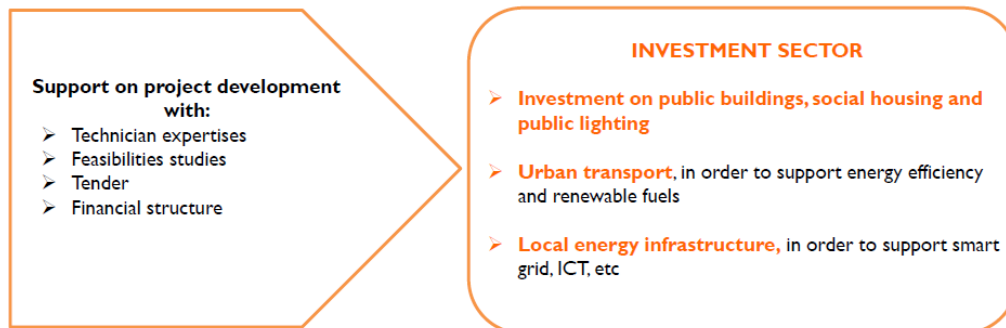 Support on project development
with:
➢ Technician expertises
➢ Feasibilities studies
➢ Tender
➢ Financial structure
INVESTMENT SECTOR
➢ Investment on public buildings, social housing and
public lighting
➢ Urban transport, in order to support energy efficiency
and renewable fuels
➢ Local energy infrastructure, in order to support smart
grid, ICT, etc